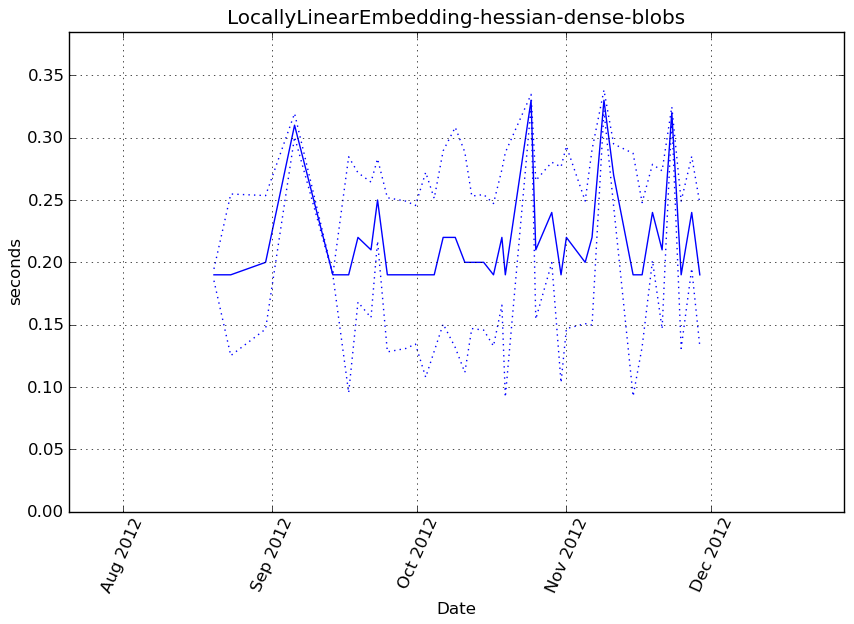 LocallyLinearEmbedding-hessian-dense-blobs
seconds
0.35
0.30
0.25
0.20
0.15
0.10
0.05
0.00
Aug 2012
Sep 2012
Oct 2012
Nov 2012
Dec 2012
Date